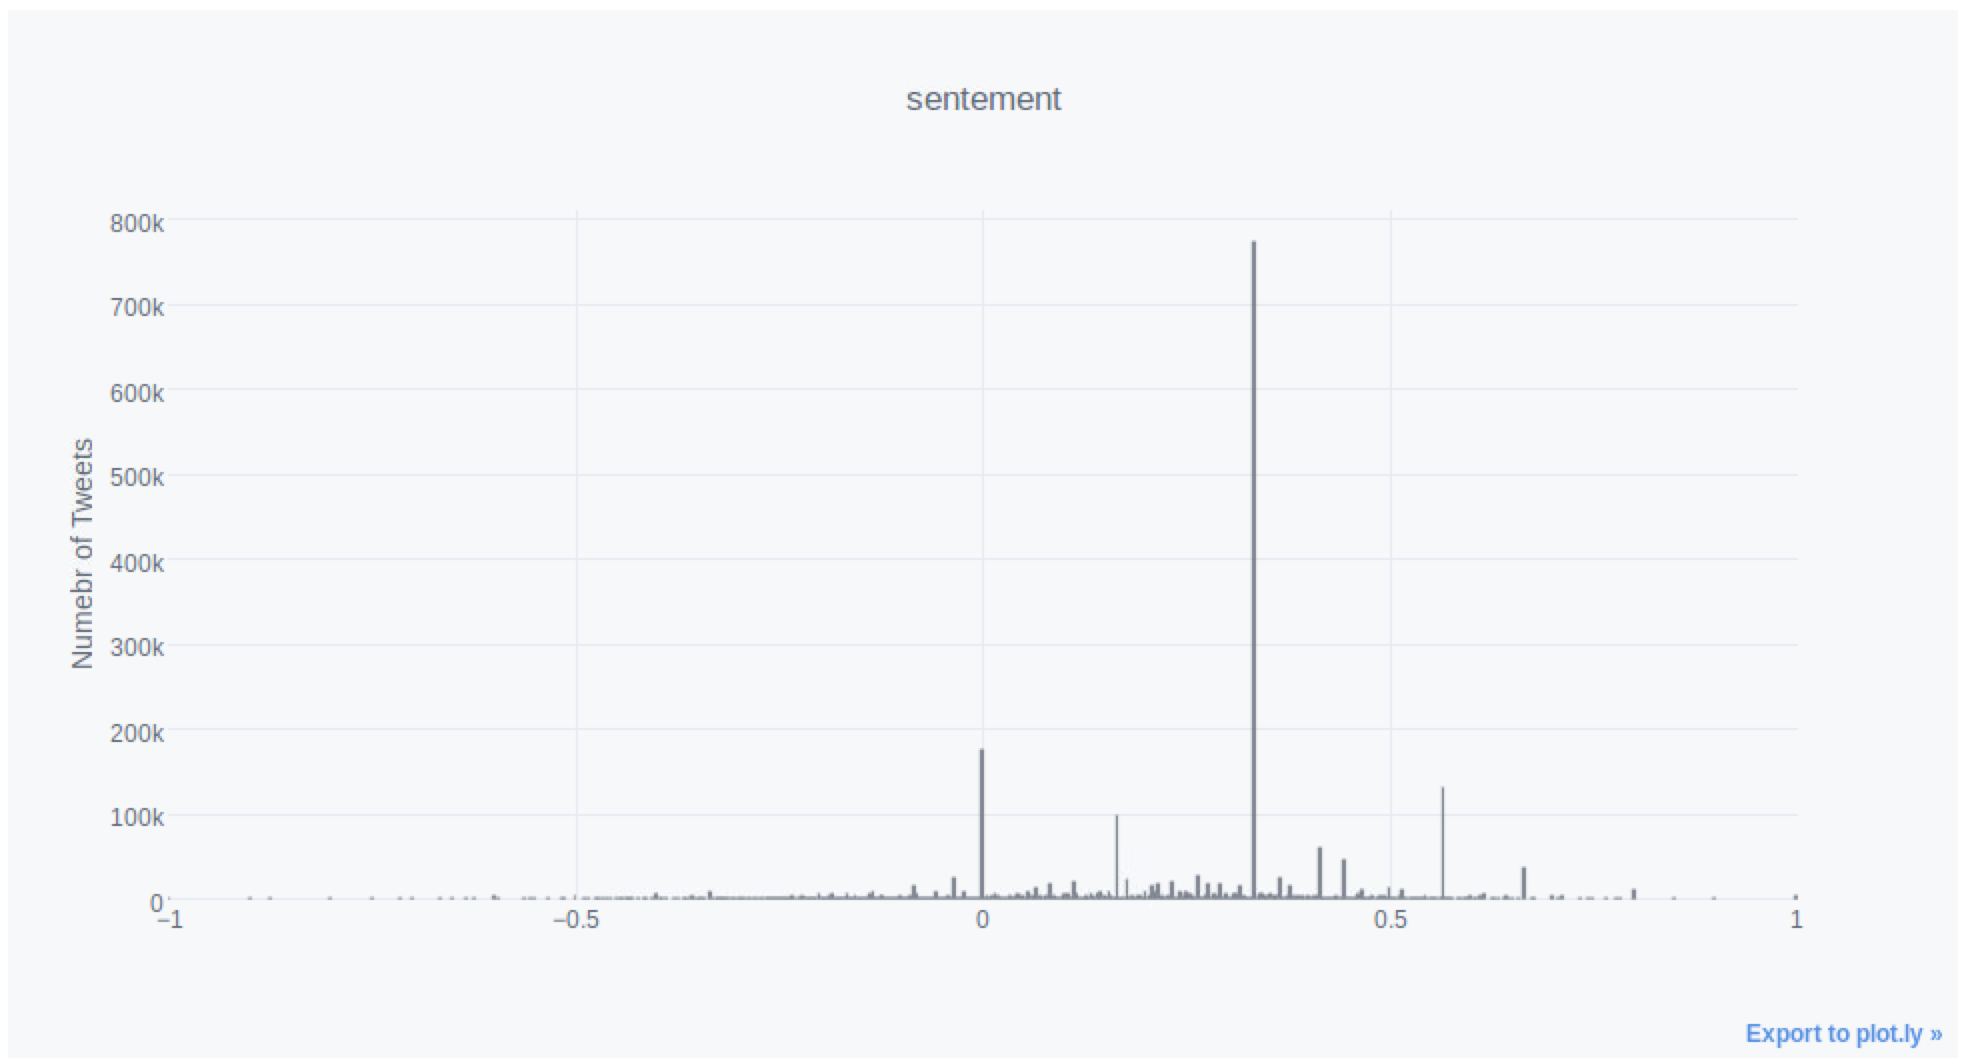 sentement
Numebr of Tweets
800k
700k
600k
500k
400k
300k
200k
100k
0
−1
−0.5
0
0.5
1
Export to plot.ly »